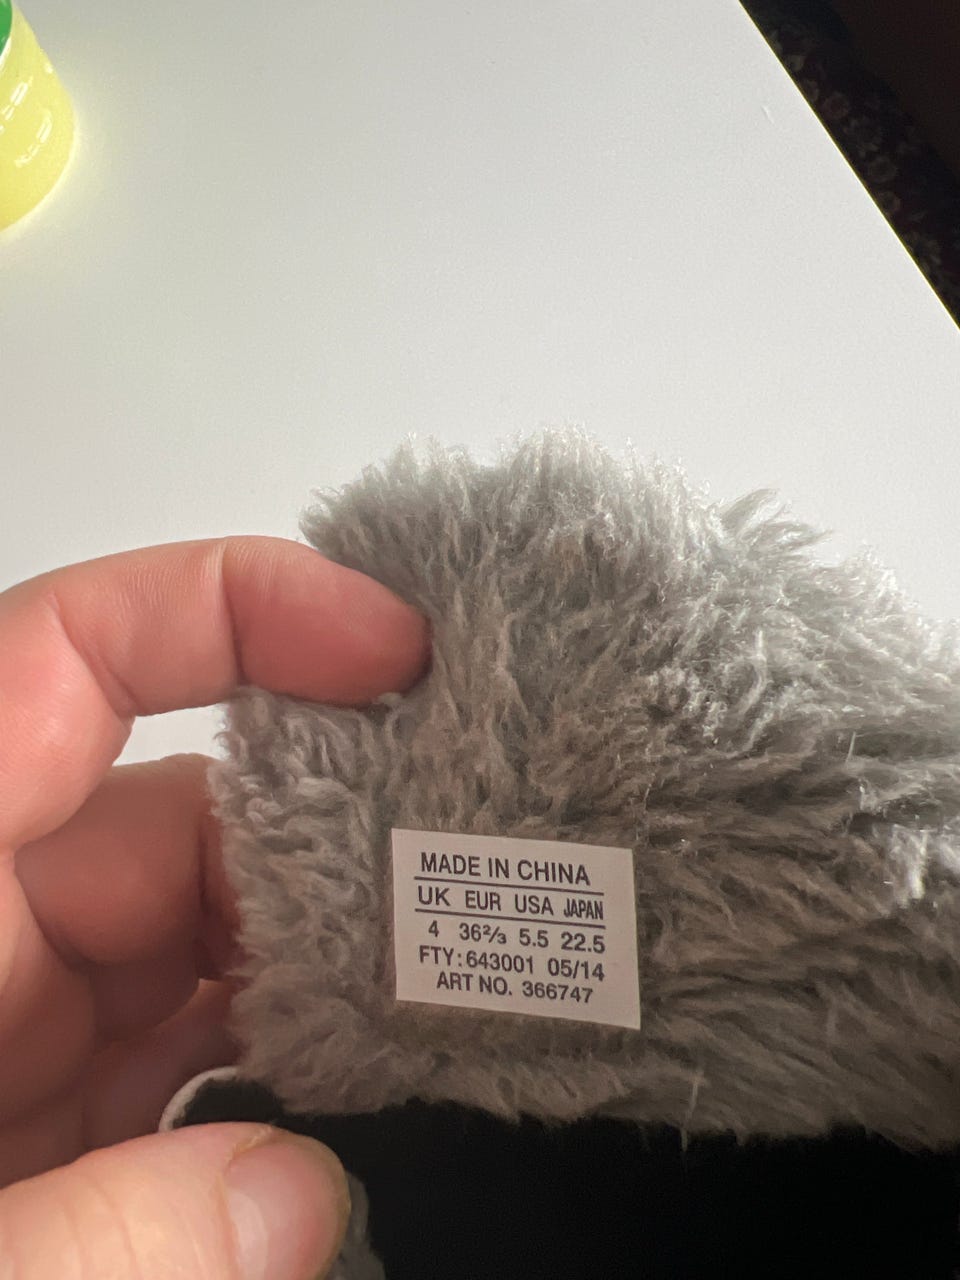 MADE IN CHINA
UK EUR USA JAPAN
4 36⅔ 5.5 22.5
FTY: 643001 05/14
ART NO. 366747